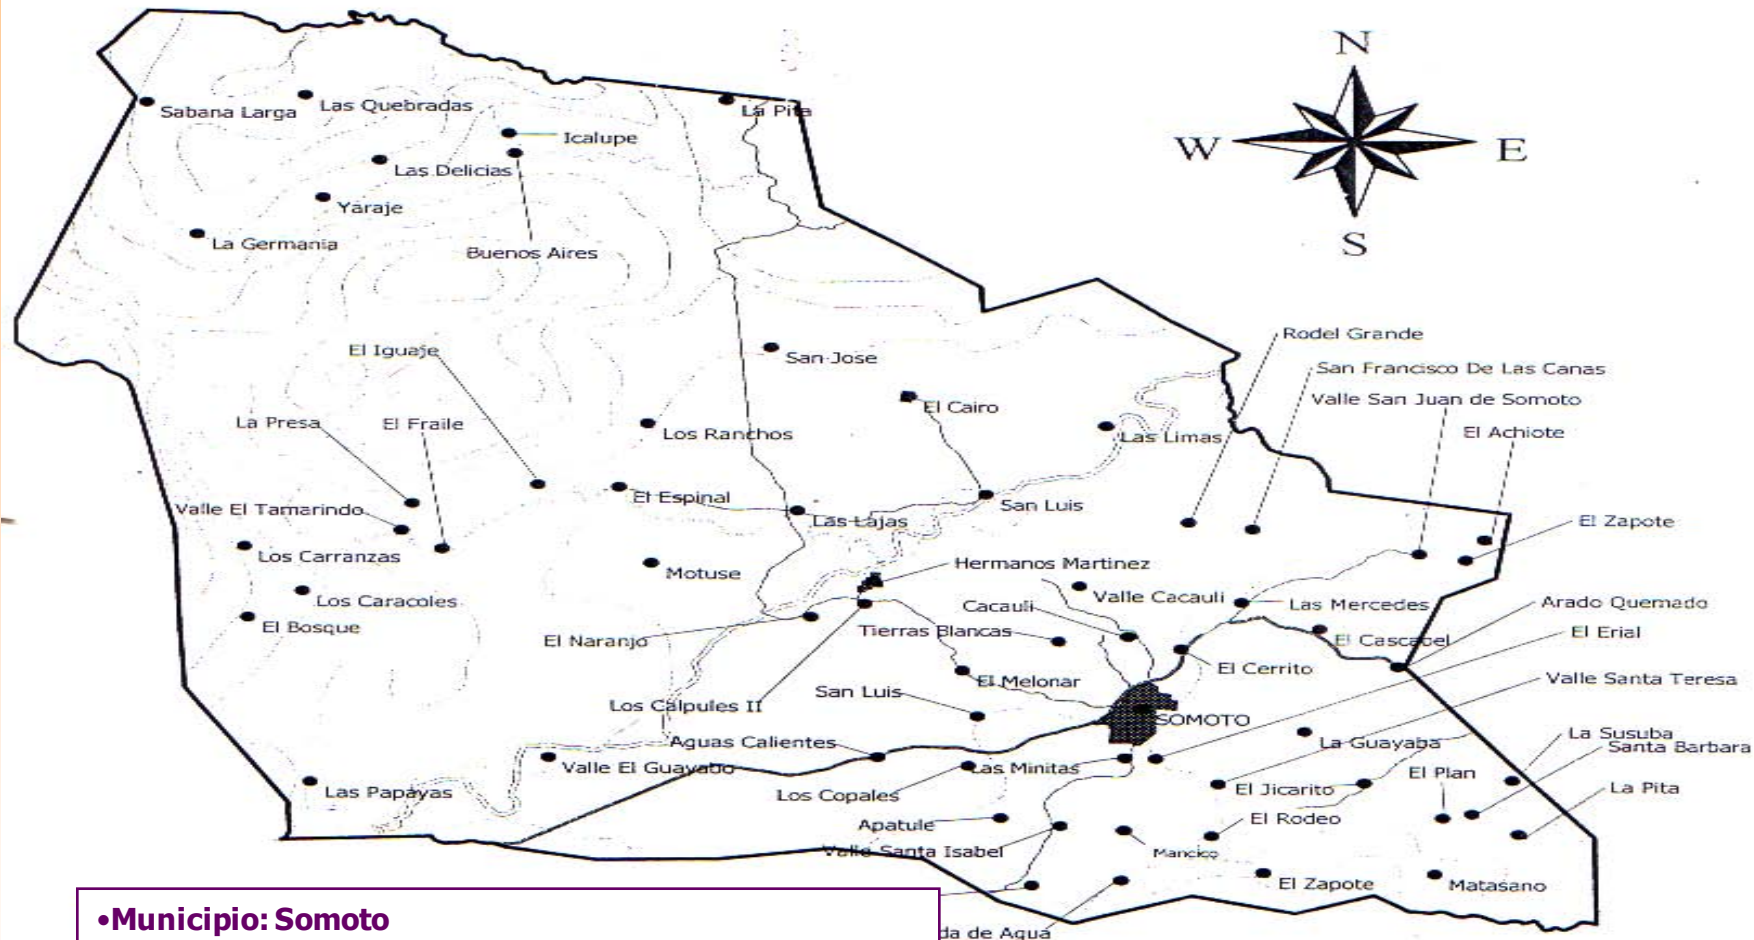 N
Sabana Larga
Las Quebradas
La Pita
Icalupe
W
E
Las Delicias
Yaraje
La Germania
Buenos Aires
S
Rodel Grande
El Iguaje
San Jose
San Francisco De Las Canas
Valle San Juan de Somoto
El Cairo
La Presa
El Fraile
Los Ranchos
Las Limas
El Achiote
El Espinal
San Luis
Valle El Tamarindo
Las Lajas
El Zapote
Los Carranzas
Hermanos Martinez
Motuse
Valle Cacauli
Los Caracoles
Cacauli
Las Mercedes
Arado Quemado
El Bosque
El Naranjo
Tierras Blancas
El Cascabel
El Erial
El Cerrito
El Melonar
Valle Santa Teresa
San Luis
Los Calpules II
SOMOTO
La Susuba
Aguas Calientes
La Guayaba
Santa Barbara
Valle El Guayabo
Las Minitas
El Plan
Las Papayas
Los Copales
El Jicarito
La Pita
Apatule
El Rodeo
Valle Santa Isabel
Mancico
El Zapote
Matasano
•Municipio: Somoto
da de Agua